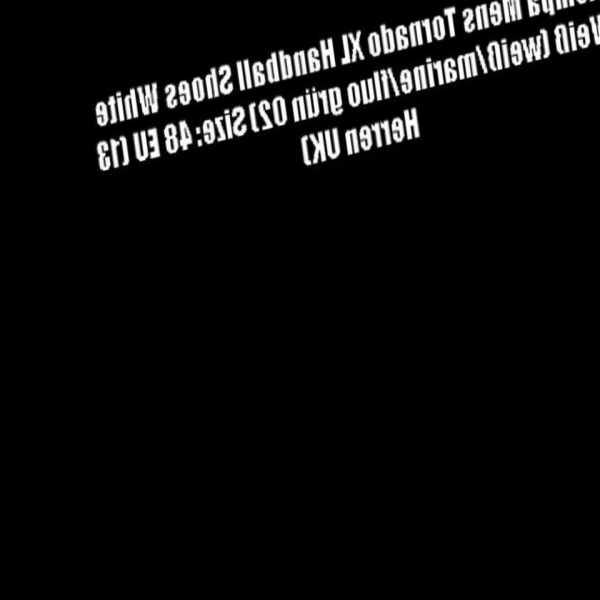 Mens Tornado XL Handball Shoes White
Weiß (weiß/marine/fluo grün 02) Size: 48 EU (13
Herren UK)